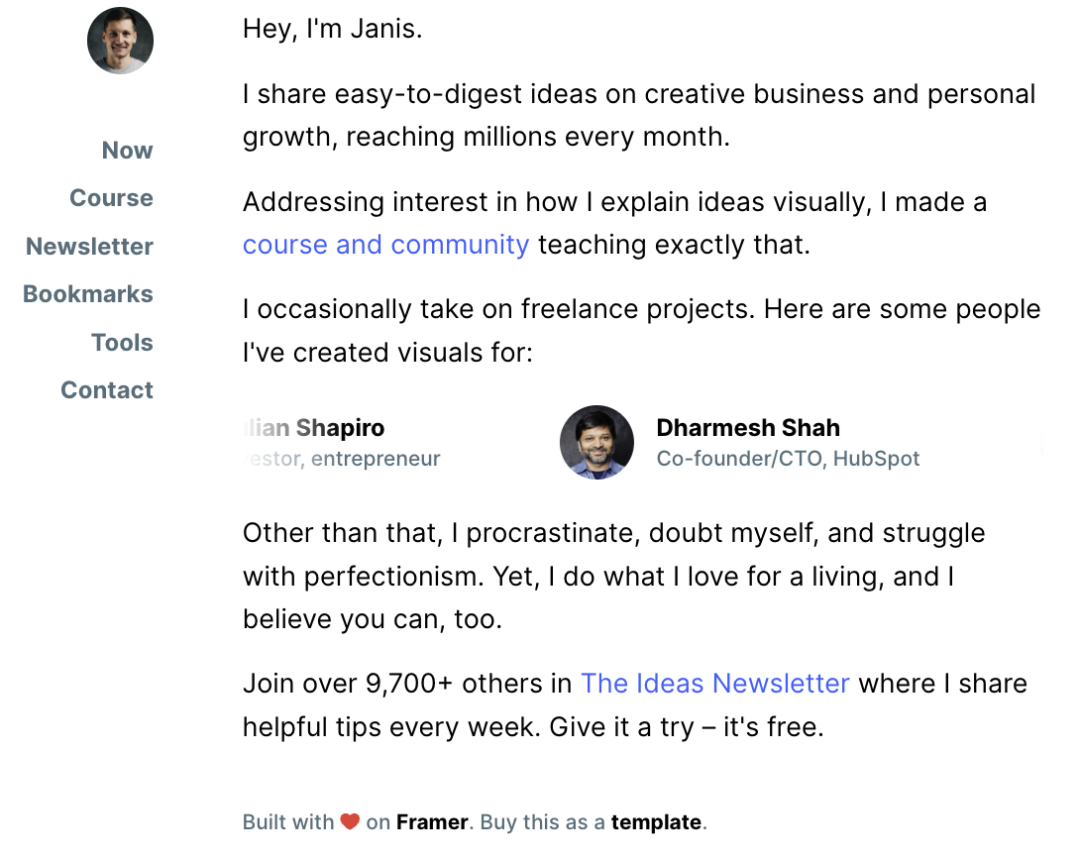 Hey, I'm Janis.
I share easy-to-digest ideas on creative business and personal
growth, reaching millions every month.
Now
Course
Newsletter
Bookmarks
Tools
Contact
Addressing interest in how I explain ideas visually, I made a
course and community teaching exactly that.
I occasionally take on freelance projects. Here are some people
I've created visuals for:
lian Shapiro
estor, entrepreneur
Dharmesh Shah
Co-founder/CTO, HubSpot
Other than that, I procrastinate, doubt myself, and struggle
with perfectionism. Yet, I do what I love for a living, and I
believe you can, too.
Join over 9,700+ others in The Ideas Newsletter where I share
helpful tips every week. Give it a try – it's free.
Built with ❤ on Framer. Buy this as a template.